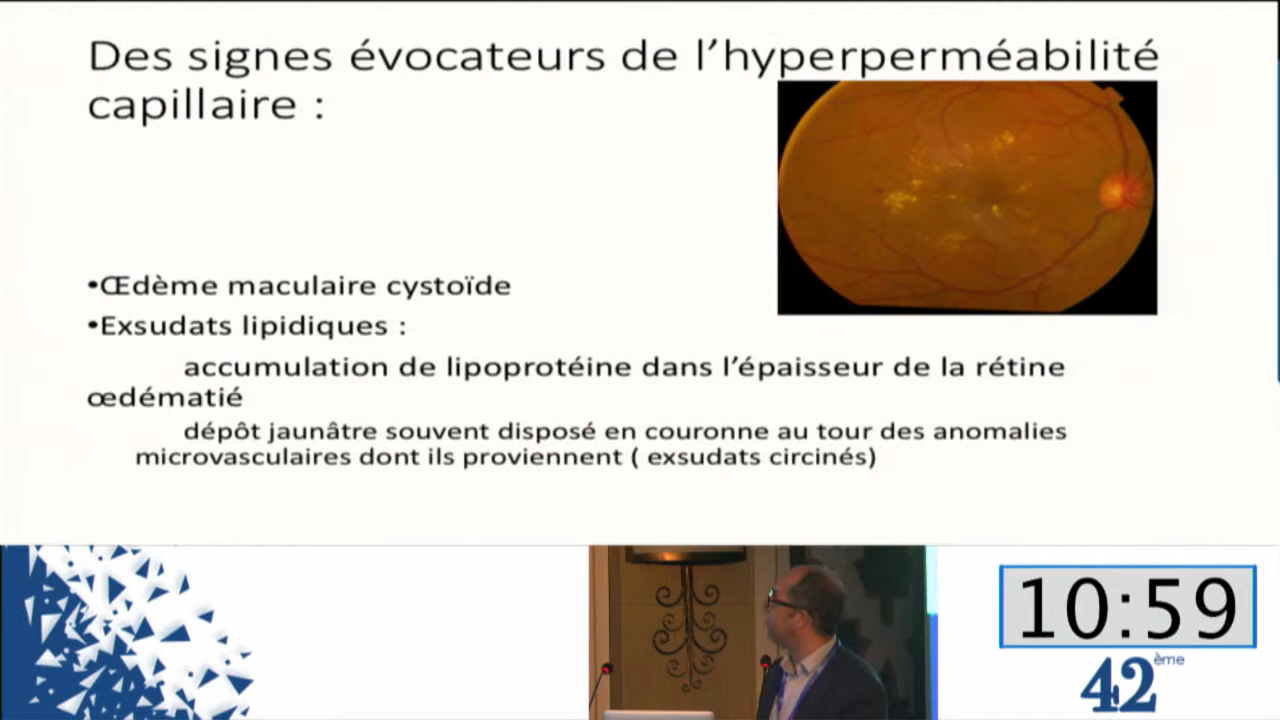 Des signes évocateurs de l’hyperperméabilité
capillaire :
•Œdème maculaire cystoïde
•Exsudats lipidiques :
accumulation de lipoprotéine dans l’épaisseur de la rétine
œdématié
dépôt jaunâtre souvent disposé en couronne au tour des anomalies
microvasculaires dont ils proviennent ( exsudats circinés)
10:59
42ème